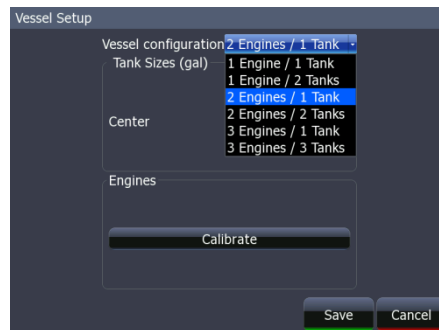 Vessel Setup
Vessel configuration 2 Engines / 1 Tank
Tank Sizes (gal)
1 Engine / 1 Tank
1 Engine / 2 Tanks
2 Engines / 1 Tank
2 Engines / 2 Tanks
3 Engines / 1 Tank
3 Engines / 3 Tanks
Center
Engines
Calibrate
Save Cancel